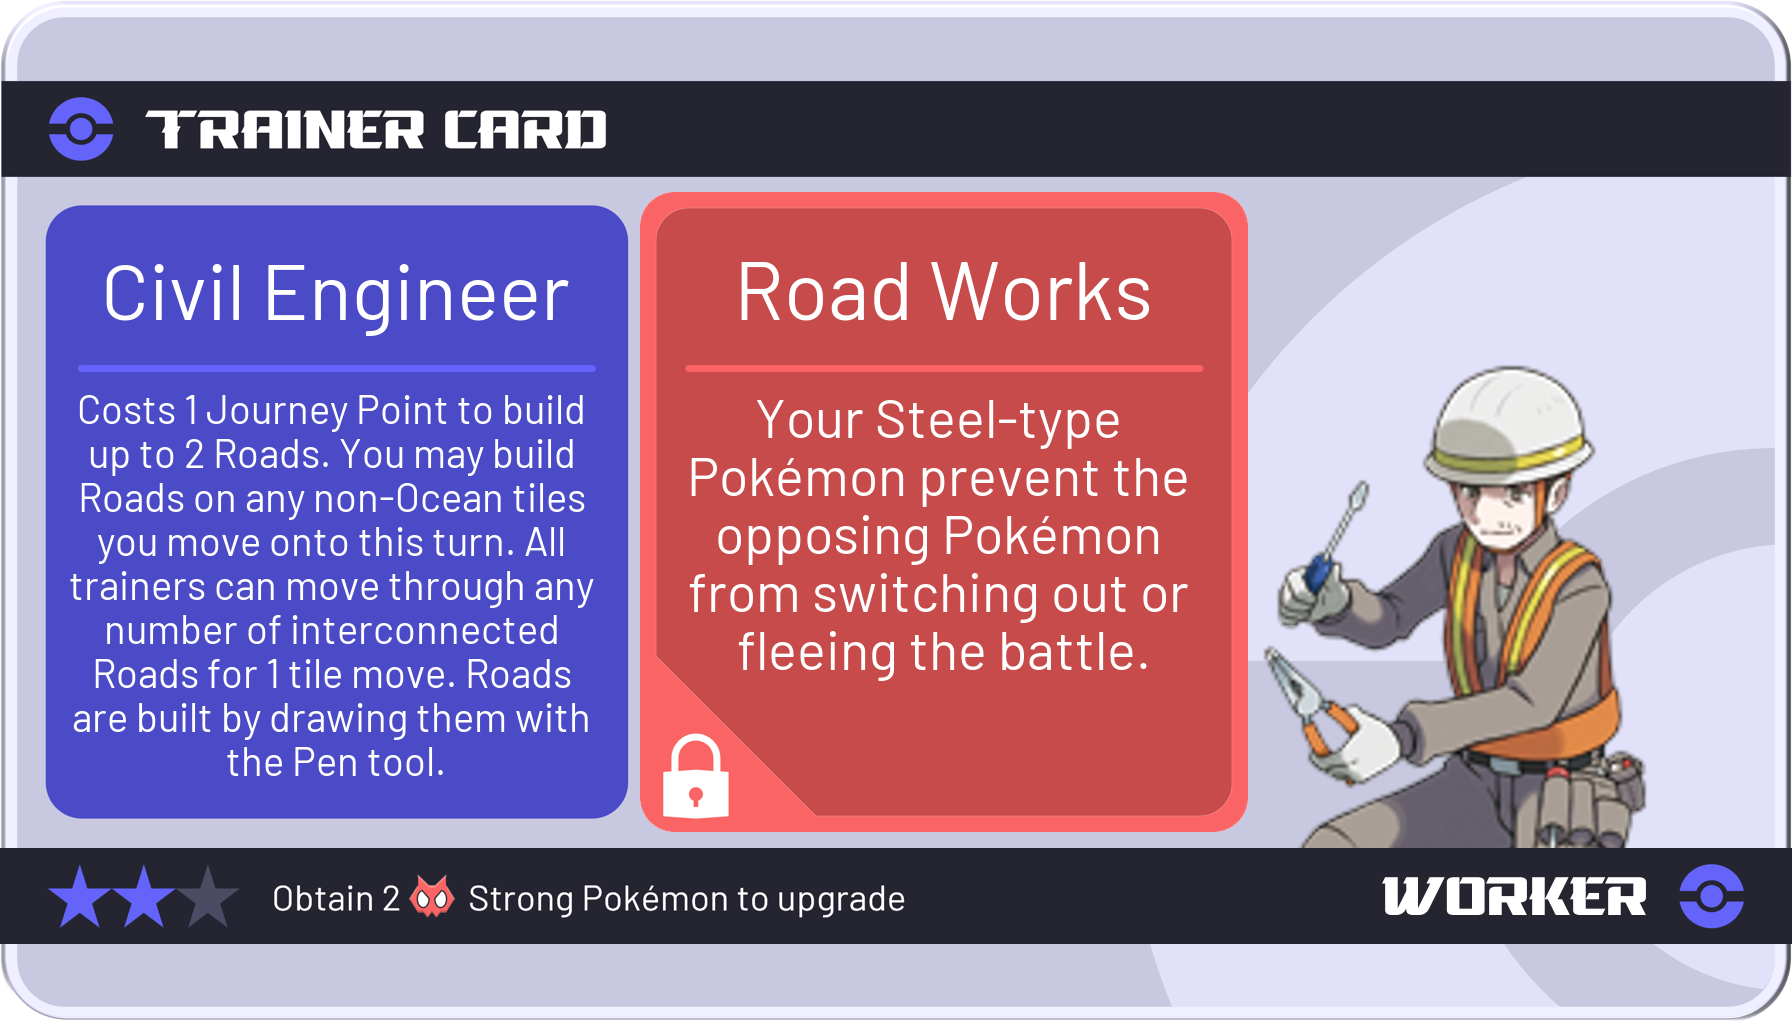 TRAINER CARD
Civil Engineer
Costs 1 Journey Point to build
up to 2 Roads. You may build
Roads on any non-Ocean tiles
you move onto this turn. All
trainers can move through any
number of interconnected
Roads for 1 tile move. Roads
are built by drawing them with
the Pen tool.
Road Works
Your Steel-type
Pokémon prevent the
opposing Pokémon
from switching out or
fleeing the battle.
Obtain 2 Strong Pokémon to upgrade
WORKER